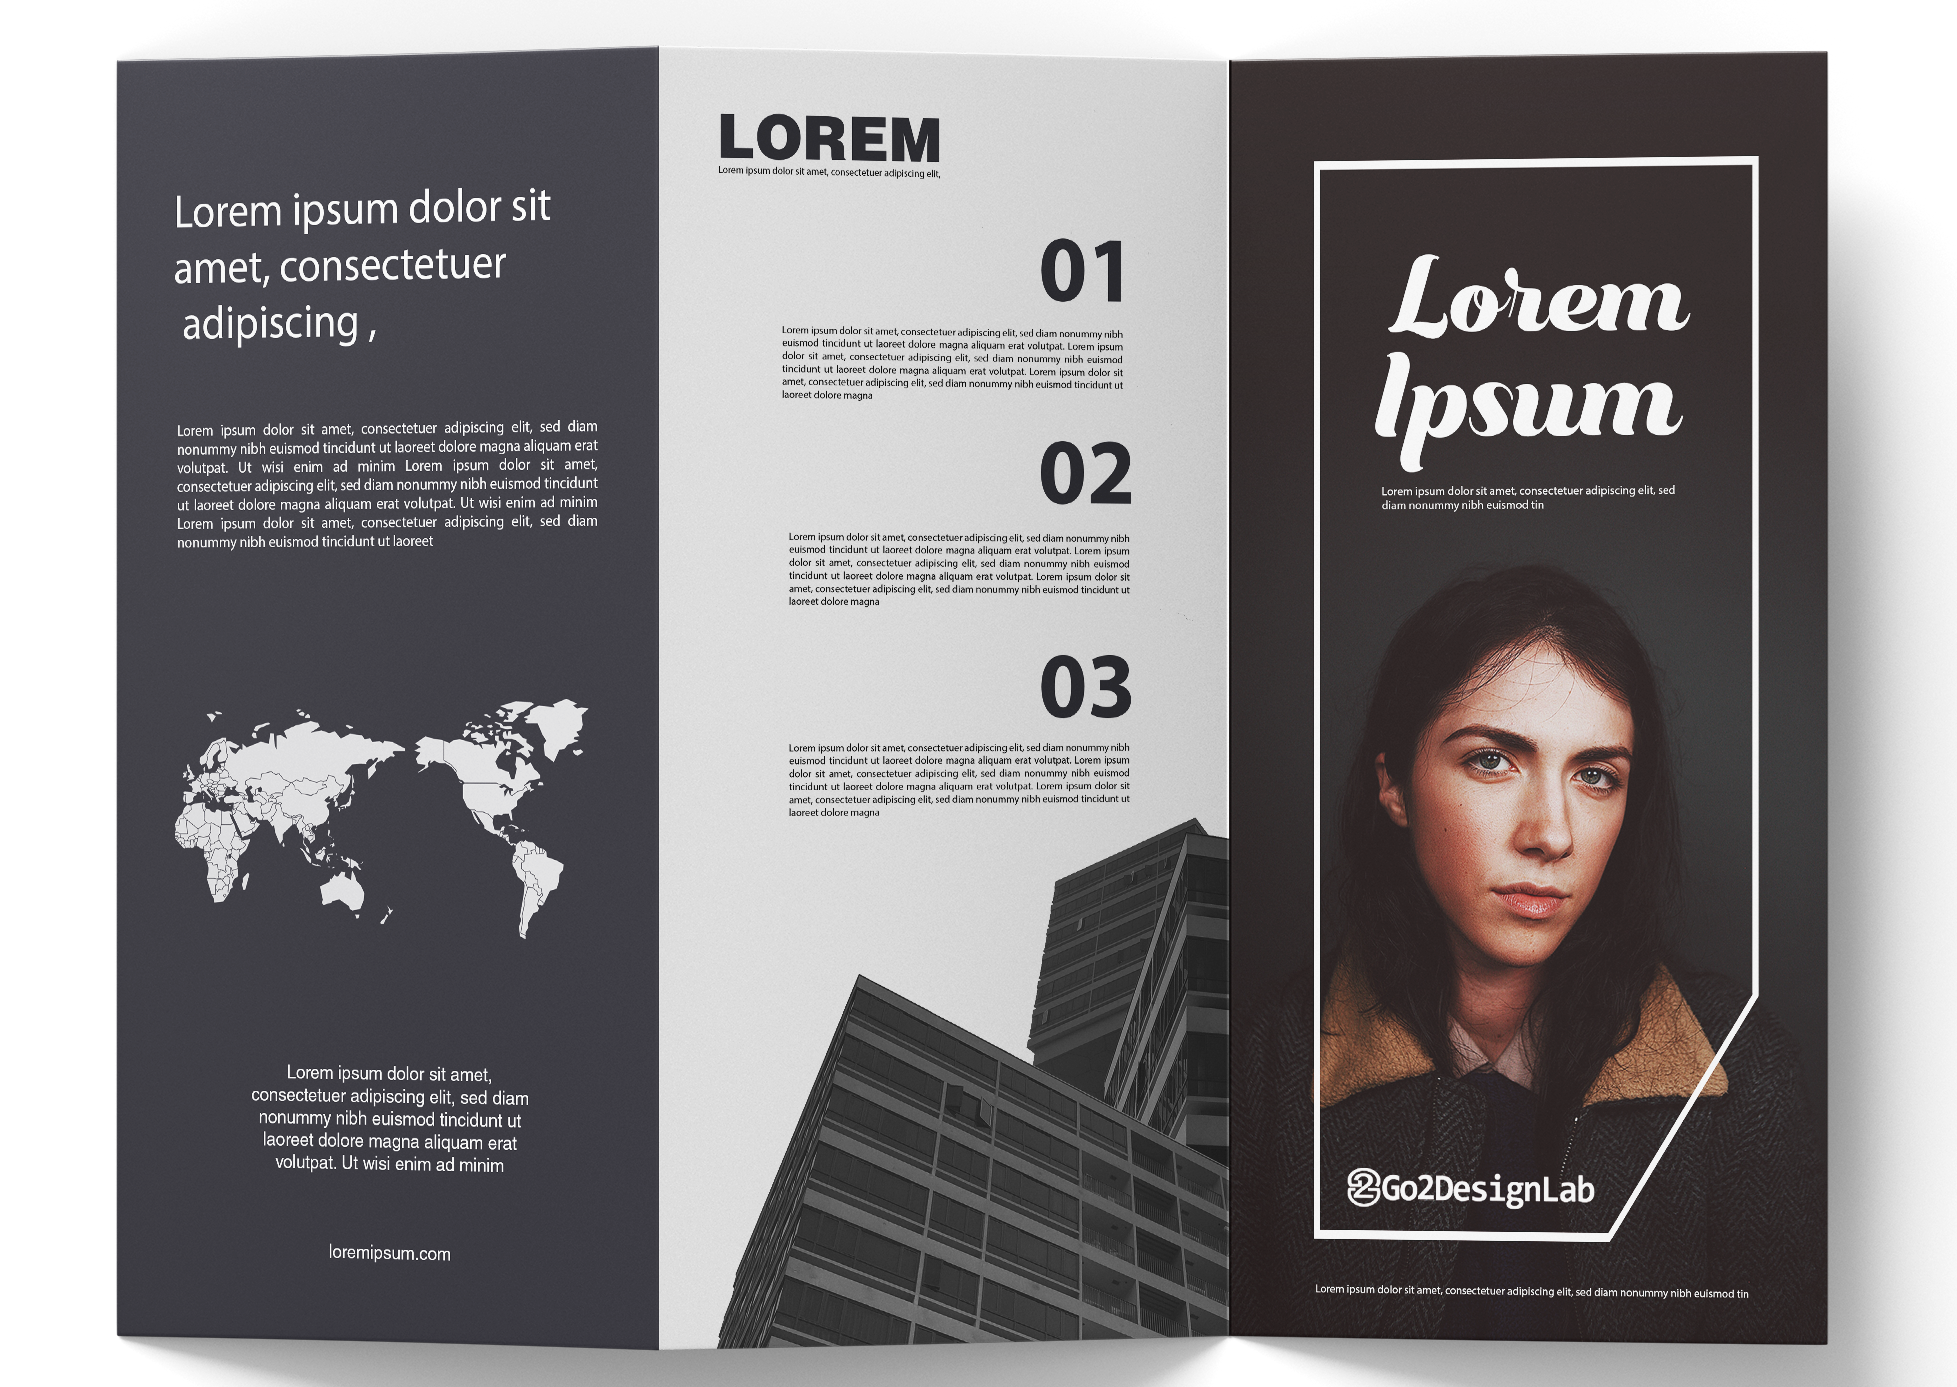 Lorem ipsum dolor sit
amet, consectetuer
adipiscing ,
Lorem ipsum dolor sit amet, consectetuer adipiscing elit, sed diam
nonummy nibh euismod tincidunt ut laoreet dolore magna aliquam erat
volutpat. Ut wisi enim ad minim Lorem ipsum dolor sit amet,
consectetuer adipiscing elit, sed diam nonummy nibh euismod tincidunt
ut laoreet dolore magna aliquam erat volutpat. Ut wisi enim ad minim
Lorem ipsum dolor sit amet, consectetuer adipiscing elit, sed diam
nonummy nibh euismod tincidunt ut laoreet
Lorem ipsum dolor sit amet,
consectetuer adipiscing elit, sed diam
nonummy nibh euismod tincidunt ut
laoreet dolore magna aliquam erat
volutpat. Ut wisi enim ad minim
loremipsum.com
LOREM
Lorem ipsum dolor sit amet, consectetuer adipiscing elit,
01
Lorem ipsum dolor sit amet, consectetuer adipiscing elit, sed diam nonummy nibh
euismod tincidunt ut laoreet dolore magna aliquam erat volutpat. Lorem ipsum
dolor sit amet, consectetuer adipiscing elit, sed diam nonummy nibh euismod
tincidunt ut laoreet dolore magna aliquam erat volutpat. Lorem ipsum dolor sit
amet, consectetuer adipiscing elit, sed diam nonummy nibh euismod tincidunt ut
laoreet dolore magna
02
Lorem ipsum dolor sit amet, consectetuer adipiscing elit, sed diam nonummy nibh
euismod tincidunt ut laoreet dolore magna aliquam erat volutpat. Lorem ipsum
dolor sit amet, consectetuer adipiscing elit, sed diam nonummy nibh euismod
tincidunt ut laoreet dolore magna aliquam erat volutpat. Lorem ipsum dolor sit
amet, consectetuer adipiscing elit, sed diam nonummy nibh euismod tincidunt ut
laoreet dolore magna
03
Lorem ipsum dolor sit amet, consectetuer adipiscing elit, sed diam nonummy nibh
euismod tincidunt ut laoreet dolore magna aliquam erat volutpat. Lorem ipsum
dolor sit amet, consectetuer adipiscing elit, sed diam nonummy nibh euismod
tincidunt ut laoreet dolore magna aliquam erat volutpat. Lorem ipsum dolor sit
amet, consectetuer adipiscing elit, sed diam nonummy nibh euismod tincidunt ut
laoreet dolore magna
Lorem
Ipsum
Lorem ipsum dolor sit amet, consectetuer adipiscing elit, sed
diam nonummy nibh euismod tin
2Go2DesignLab
Lorem ipsum dolor sit amet, consectetuer adipiscing elit, sed diam nonummy nibh euismod tin